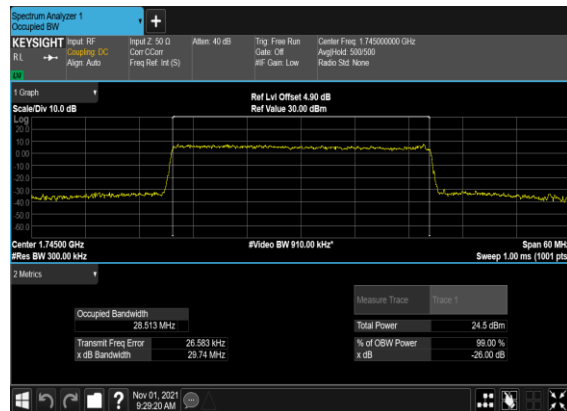 Spectrum Analyzer 1
Occupied BW
KEYSIGHT
R L
Input: RF
Coupling: DC
Align: Auto
Input Z: 50 Ω
Corr CCorr
Freq Ref: Int (S)
Atten: 40 dB
Trig: Free Run
Gate: Off
#IF Gain: Low
Center Freq: 1.745000000 GHz
Avg|Hold: 500/500
Radio Std: None
1 Graph
Scale/Div 10.0 dB
Ref Lvl Offset 4.90 dB
Ref Value 30.00 dBm
Log
20.0
10.0
0.00
-10.0
-20.0
-30.0
-40.0
-50.0
-60.0
Center 1.74500 GHz
#Res BW 300.00 kHz
#Video BW 910.00 kHz*
Span 60 MHz
Sweep 1.00 ms (1001 pts
2 Metrics
Measure Trace
Trace 1
Occupied Bandwidth
28.513 MHz
Total Power
24.5 dBm
Transmit Freq Error
26.583 kHz
% of OBW Power
99.00 %
x dB Bandwidth
29.74 MHz
x dB
-26.00 dB
?
Nov 01, 2021
9:29:20 AM